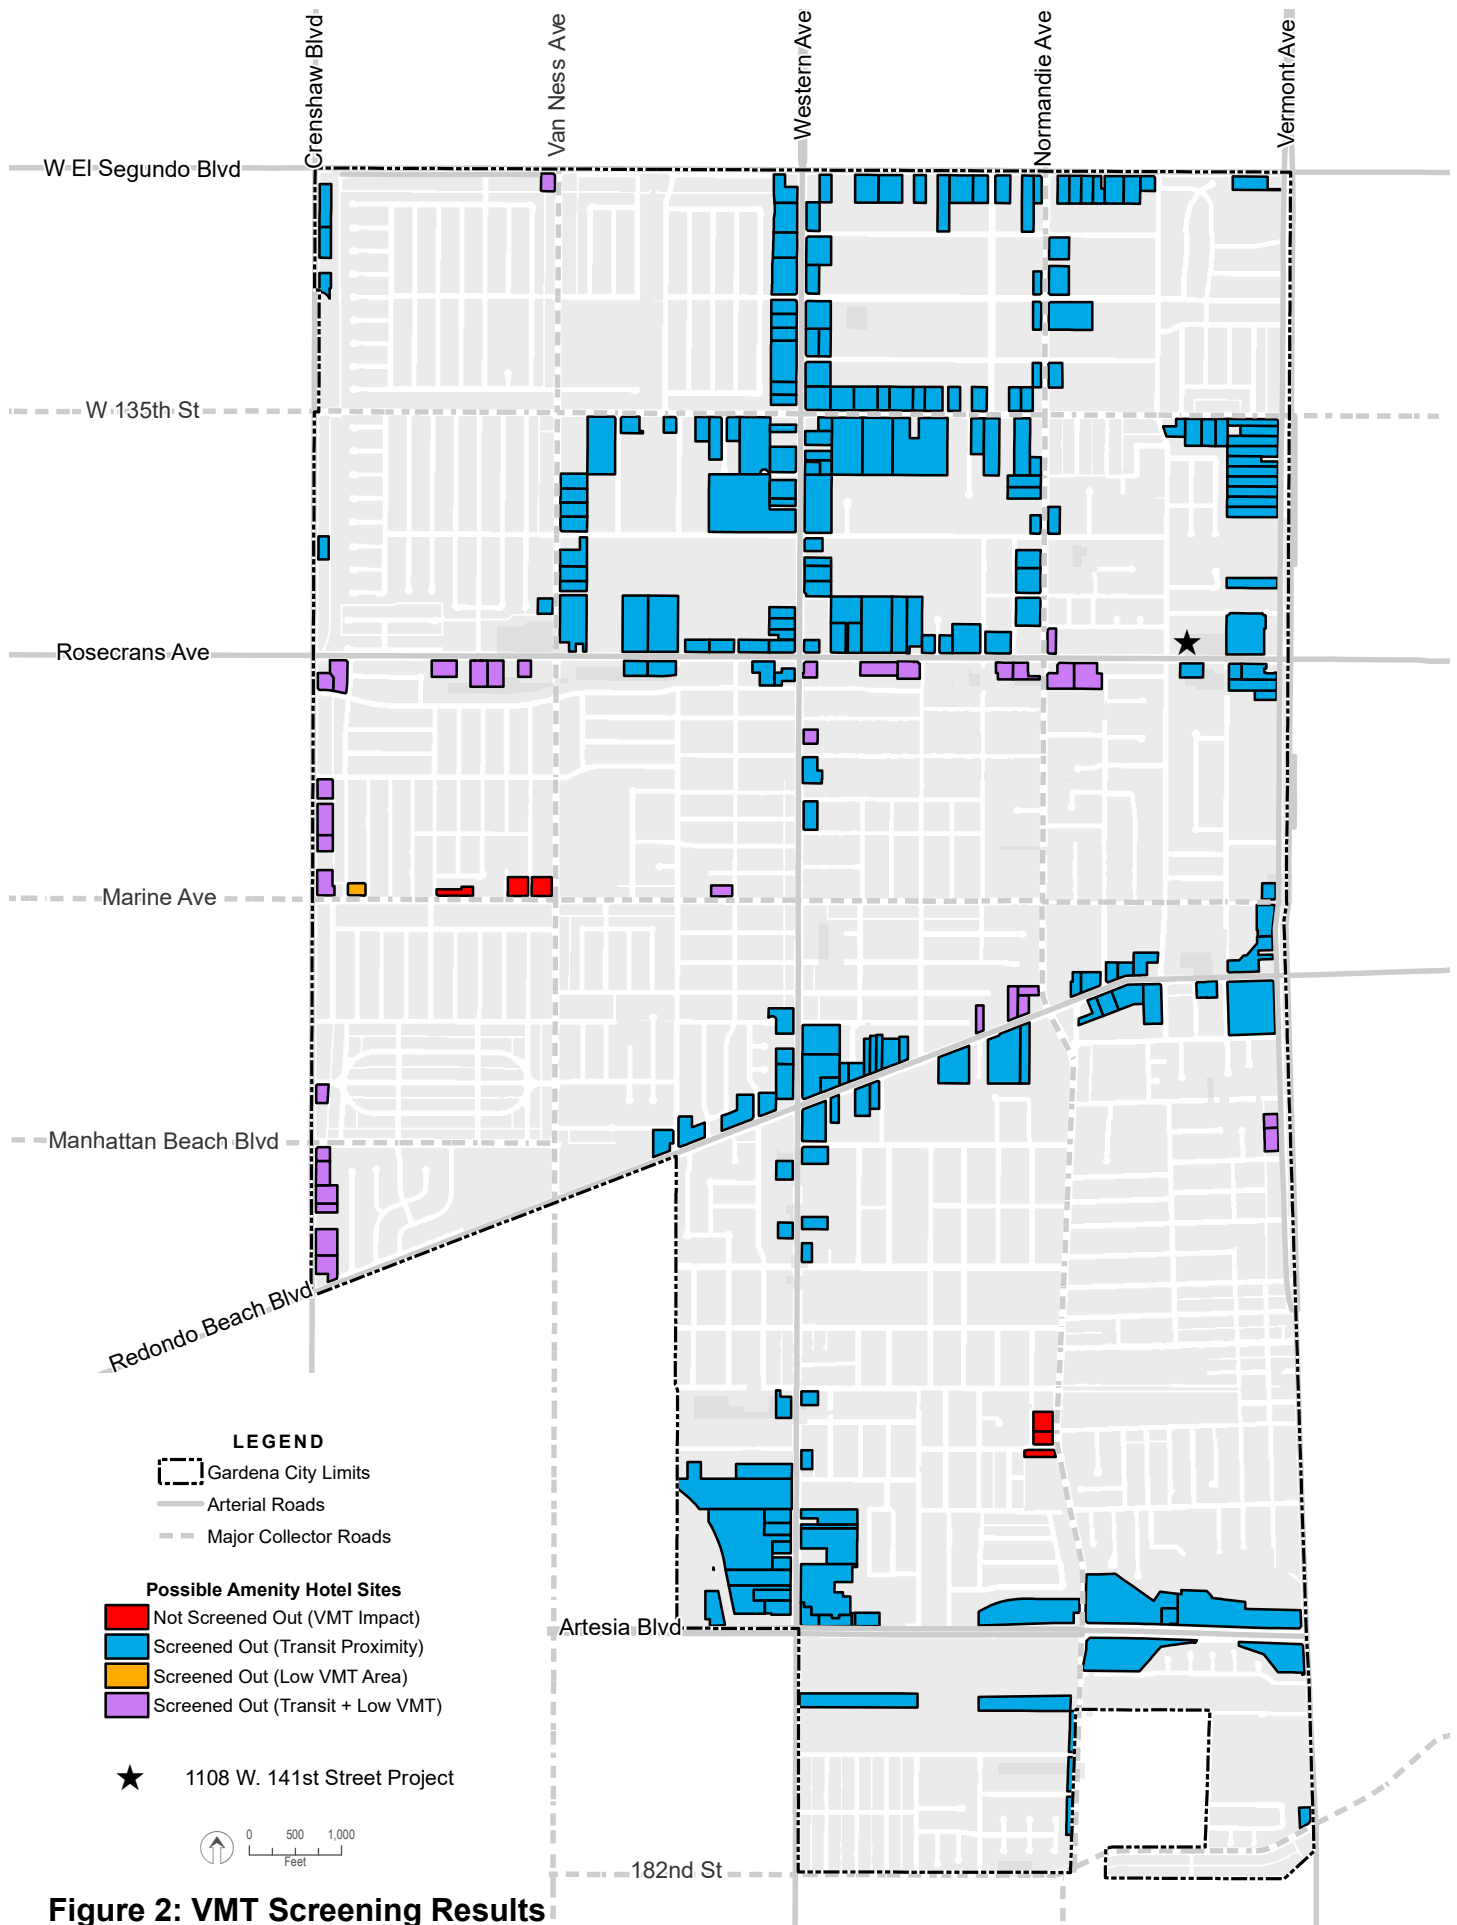 Crenshaw Blvd
Van Ness Ave
Western Ave
Normandie Ave
Vermont Ave
W El Segundo Blvd
W 135th St
Rosecrans Ave
Marine Ave
Manhattan Beach Blvd
Redondo Beach Blvd
LEGEND
Gardena City Limits
Arterial Roads
Major Collector Roads
Possible Amenity Hotel Sites
Not Screened Out (VMT Impact)
Screened Out (Transit Proximity)
Screened Out (Low VMT Area)
Screened Out (Transit + Low VMT)
Artesia Blvd
1108 W. 141st Street Project
0 500 1,000
Feet
182nd St
Figure 2: VMT Screening Results